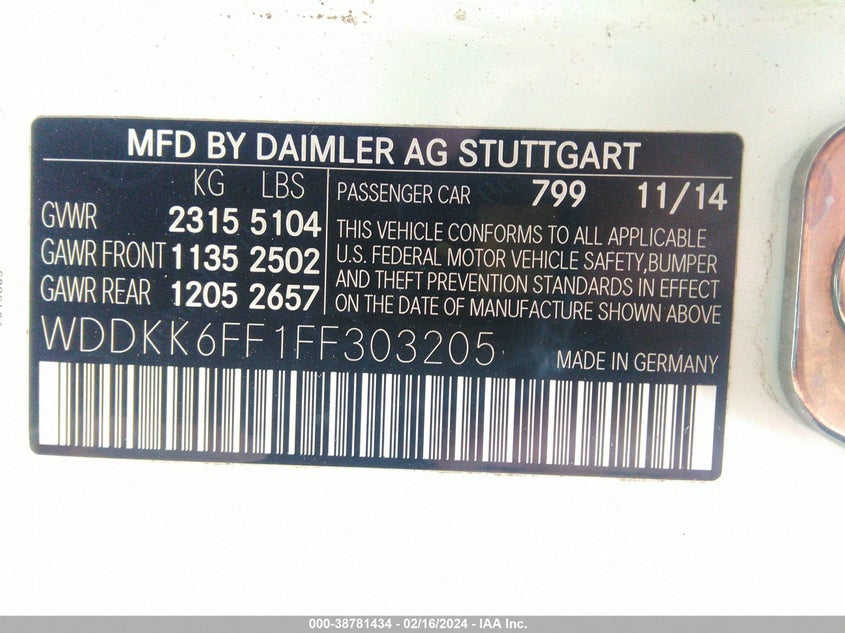 MFD BY DAIMLER AG STUTTGART
KG LBS
GVWR 2315 5104
GAWR FRONT 1135 2502
GAWR REAR 1205 2657
PASSENGER CAR 799 11/14
THIS VEHICLE CONFORMS TO ALL APPLICABLE
U.S. FEDERAL MOTOR VEHICLE SAFETY,BUMPER
AND THEFT PREVENTION STANDARDS IN EFFECT
ON THE DATE OF MANUFACTURE SHOWN ABOVE
WDDKK6FF1FF303205
MADE IN GERMANY
000-38781434 - 02/16/2024 - IAA Inc.